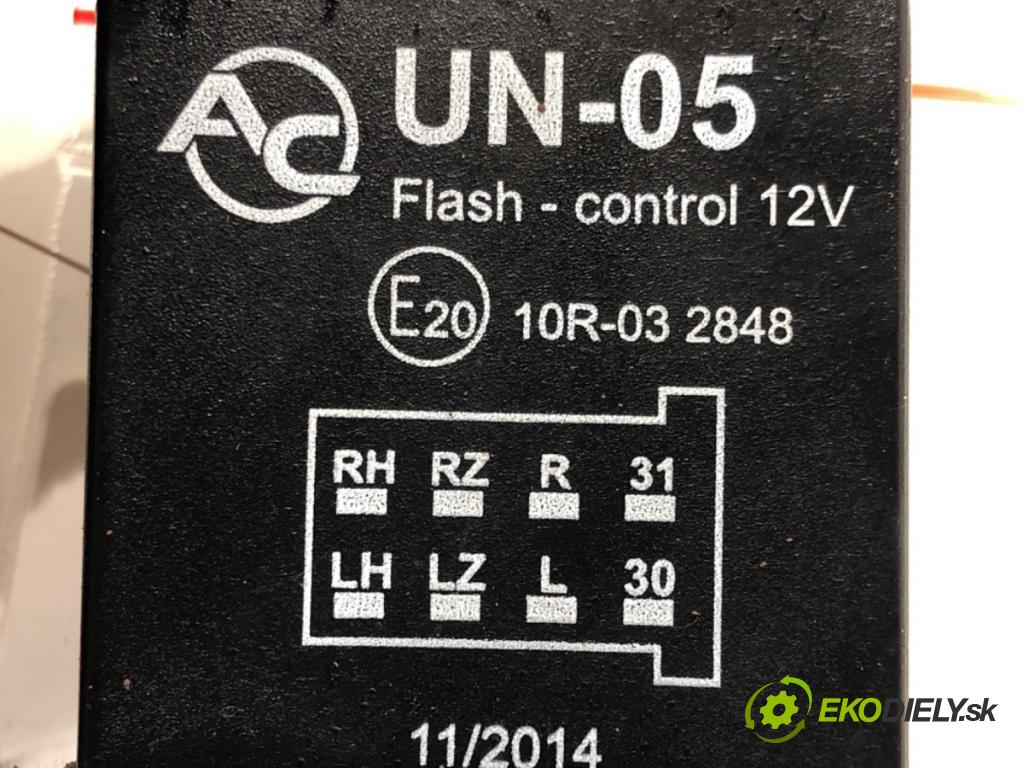 AC
UN-05
Flash - control 12V
E20 10R-03 2848
RH RZ R 31
LH LZ L 30
11/2014
EKODIELY.sk